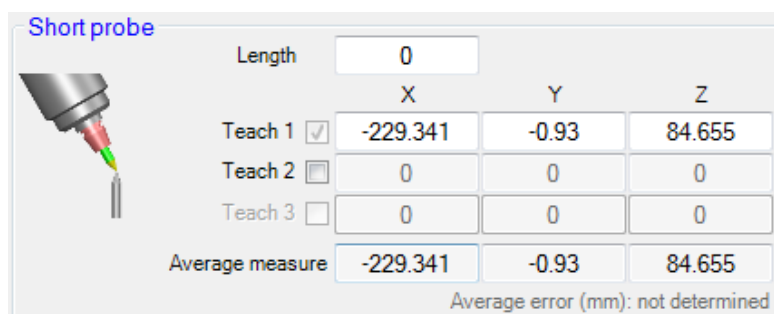 Short probe
Length 0
X Y Z
Teach 1 -229.341 -0.93 84.655
Teach 2 0 0 0
Teach 3 0 0 0
Average measure -229.341 -0.93 84.655
Average error (mm): not determined